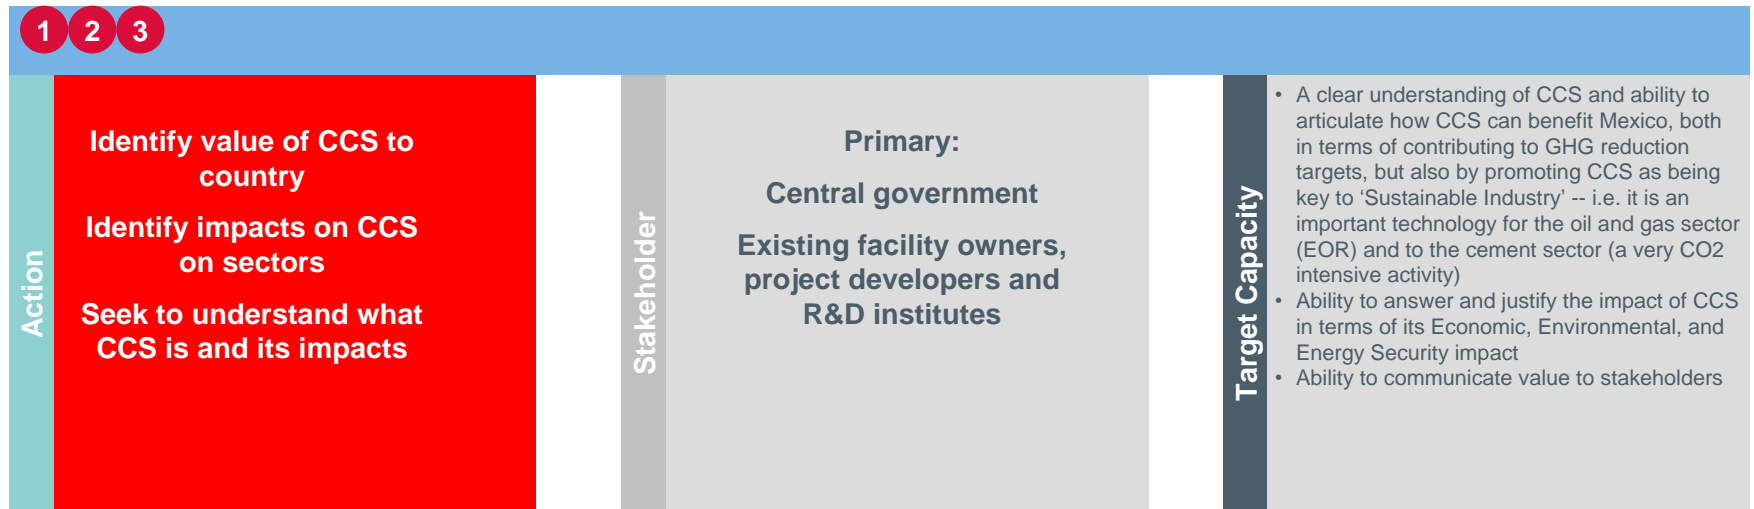 1 2 3
Action
Identify value of CCS to
country
Identify impacts on CCS
on sectors
Seek to understand what
CCS is and its impacts
Stakeholder
Primary:
Central government
Existing facility owners,
project developers and
R&D institutes
Target Capacity
• A clear understanding of CCS and ability to
articulate how CCS can benefit Mexico, both
in terms of contributing to GHG reduction
targets, but also by promoting CCS as being
key to ‘Sustainable Industry’ -- i.e. it is an
important technology for the oil and gas sector
(EOR) and to the cement sector (a very CO2
intensive activity)
• Ability to answer and justify the impact of CCS
in terms of its Economic, Environmental, and
Energy Security impact
• Ability to communicate value to stakeholders